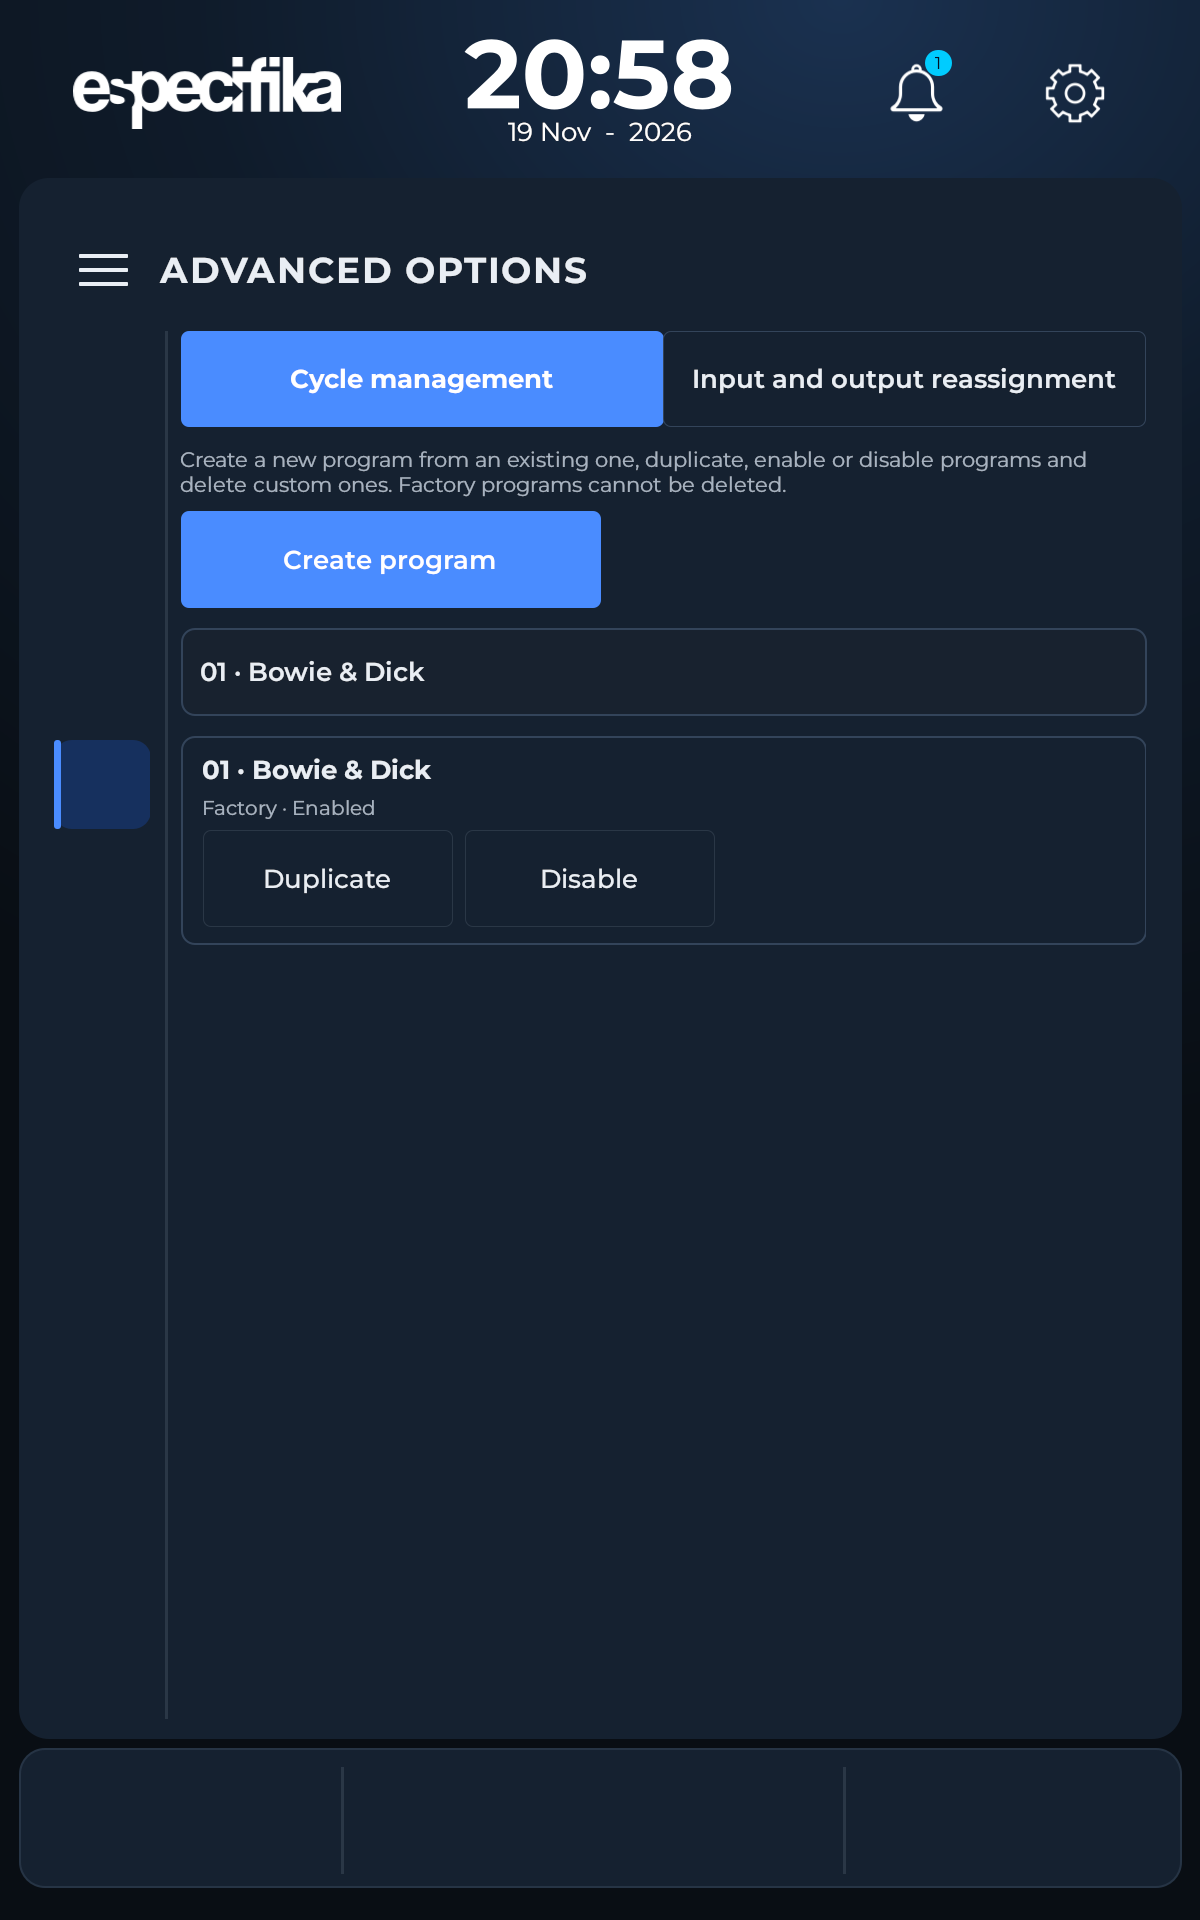 especifika
20:58
19 Nov - 2026
1
ADVANCED OPTIONS
Cycle management
Input and output reassignment
Create a new program from an existing one, duplicate, enable or disable programs and
delete custom ones. Factory programs cannot be deleted.
Create program
01 · Bowie & Dick
01 · Bowie & Dick
Factory · Enabled
Duplicate
Disable